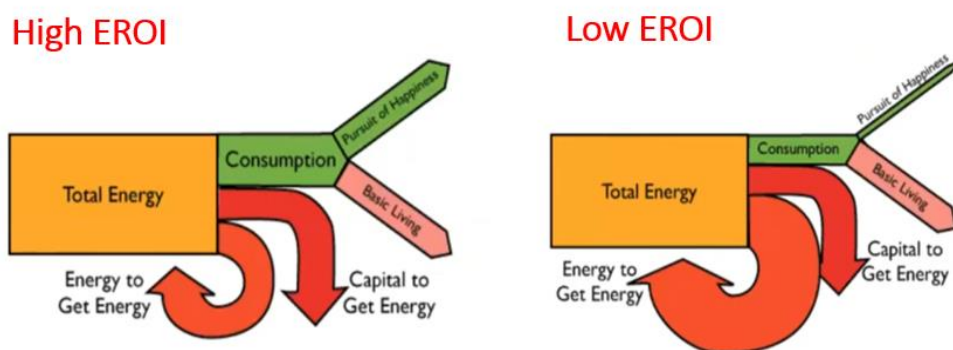 High EROI
Low EROI
Pursuit of Happiness
Consumption
Total Energy
Basic Living
Energy to
Get Energy
Capital to
Get Energy
Pursuit of Happiness
Consumption
Total Energy
Basic Living
Energy to
Get Energy
Capital to
Get Energy